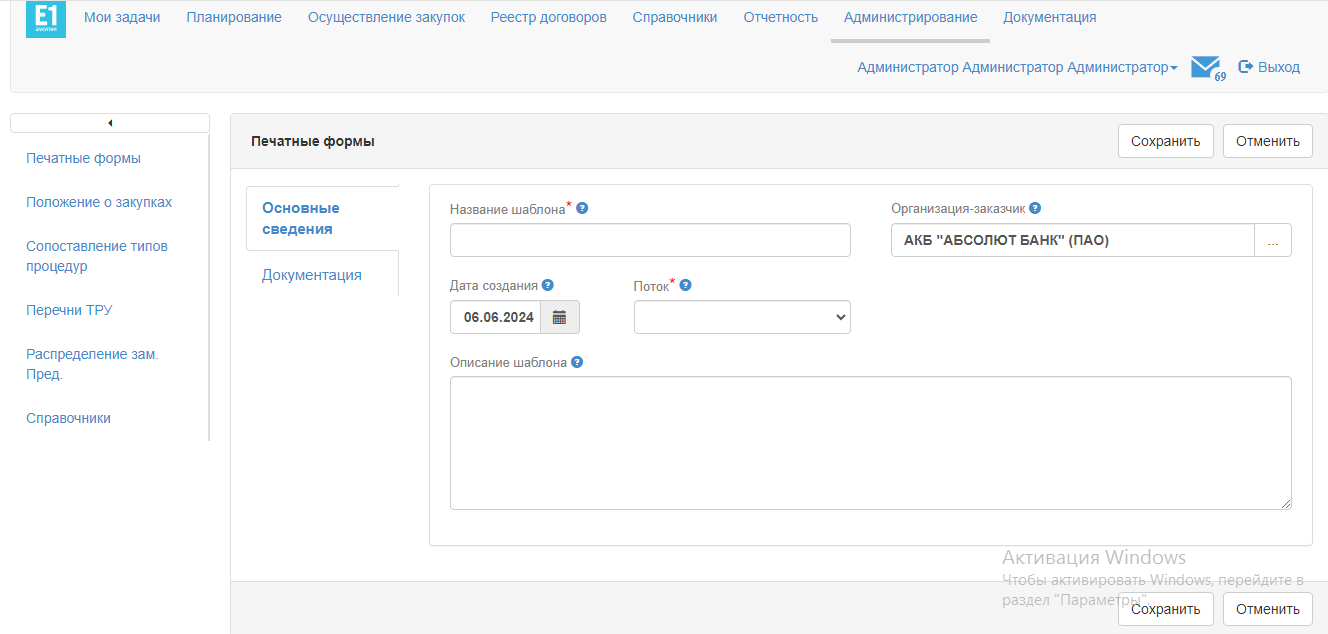 E1
ЗАКУПКИ
Мои задачи Планирование Осуществление закупок Реестр договоров Справочники Отчетность Администрирование Документация
Администратор Администратор Администратор 69 Выход
Печатные формы
Положение о закупках
Сопоставление типов
процедур
Перечни ТРУ
Распределение зам.
Пред.
Справочники
Печатные формы Сохранить Отменить
Основные
сведения
Документация
Название шаблона* ? Организация-заказчик ?
АКБ "АБСОЛЮТ БАНК" (ПАО) ...
Дата создания ? Поток* ?
06.06.2024
Описание шаблона ?
Активация Windows
Чтобы активировать Windows, перейдите в
раздел "Параметры".
Сохранить Отменить